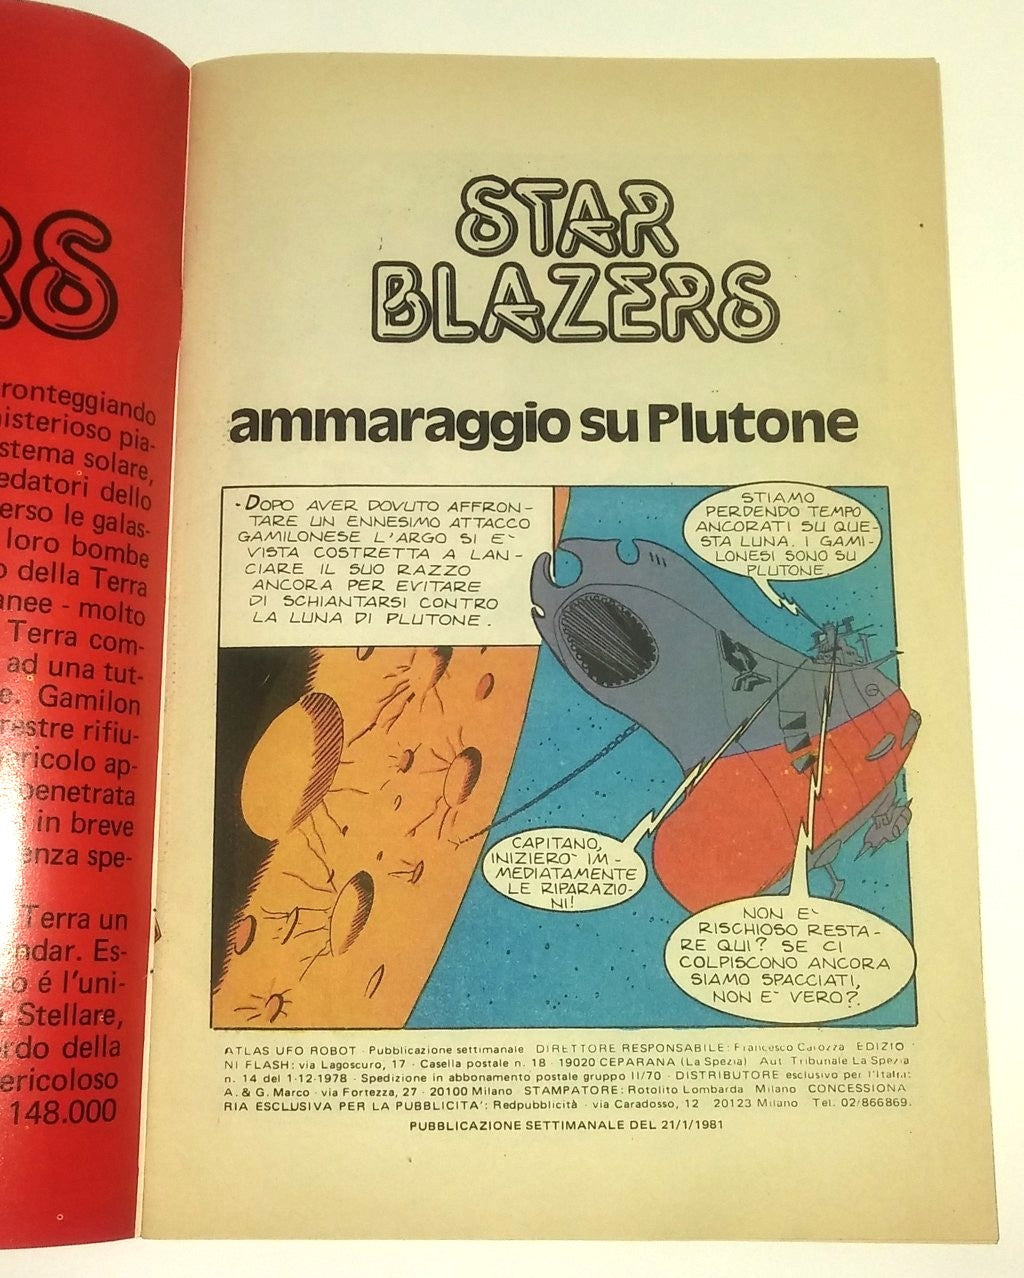 RS
ronteggiando
isterioso pia-
stema solare,
edatori dello
erso le galas-
loro bombe
o della Terra
anee - molto
Terra com-
ad una tut-
e. Gamilon
restre rifiu-
ricolo ap-
penetrata
in breve
enza spe-
Terra un
ndar. Es-
o é l'uni-
Stellare,
rdo della
ericoloso
148.000
STAR
BLAZERS
ammaraggio su Plutone
·DOPO AVER DOVUTO AFFRON-
TARE UN ENNESIMO ATTACCO
GAMILONESE L'ARGO SI E`
VISTA COSTRETTA A LAN-
CIARE IL SUO RAZZO
ANCORA PER EVITARE
DI SCHIANTARSI CONTRO
LA LUNA DI PLUTONE.
STIAMO
PERDENDO TEMPO
ANCORATI SU QUE-
STA LUNA. I GAMI-
LONESI SONO SU
PLUTONE.
CAPITANO,
INIZIERO` IM-
MEDIATAMENTE
LE RIPARAZIO-
NI!
NON E`
RISCHIOSO RESTA-
RE QUI? SE CI
COLPISCONO ANCORA
SIAMO SPACCIATI,
NON E` VERO?
ATLAS UFO ROBOT · Pubblicazione settimanale DIRETTORE RESPONSABILE: Francesco EDIZIO
NI FLASH: via Lagoscuro, 17 · Casella postale n. 18 · 19020 CEPARANA (La Spezia) Aut Tribunale La Spezia
n. 14 del 1-12-1978 · Spedizione in abbonamento postale gruppo II/70 · DISTRIBUTORE esclusivo per l'Italia:
A. & G. Marco · via Fortezza, 27 · 20100 Milano · STAMPATORE: Rotolito Lombarda Milano CONCESSIONA
RIA ESCLUSIVA PER LA PUBBLICITA': Redpubblicità · via Caradosso, 12 20123 Milano Tel. 02/866869.
PUBBLICAZIONE SETTIMANALE DEL 21/1/1981